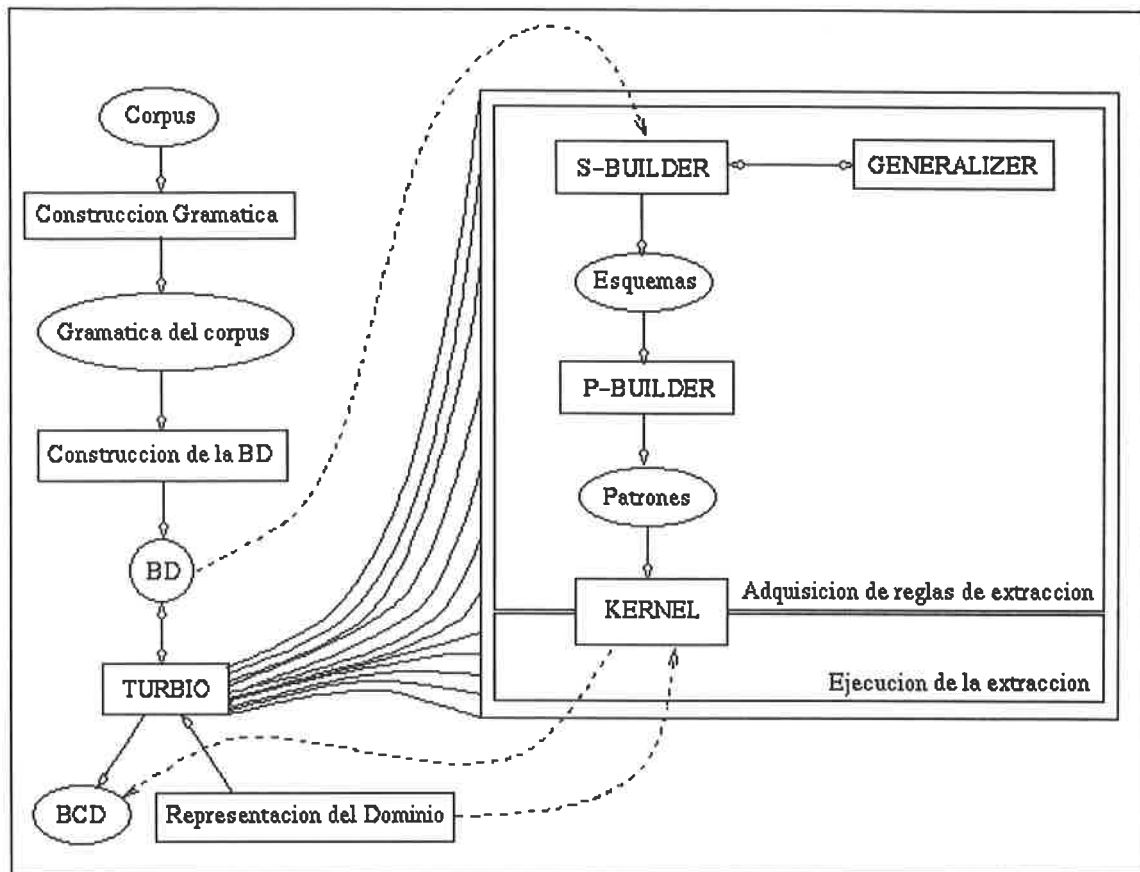 Corpus
Construccion Gramatica
Gramatica del corpus
Construccion de la BD
BD
TURBIO
BCD
Representacion del Dominio
S-BUILDER
GENERALIZER
Esquemas
P-BUILDER
Patrones
KERNEL
Adquisicion de reglas de extraccion
Ejecucion de la extraccion